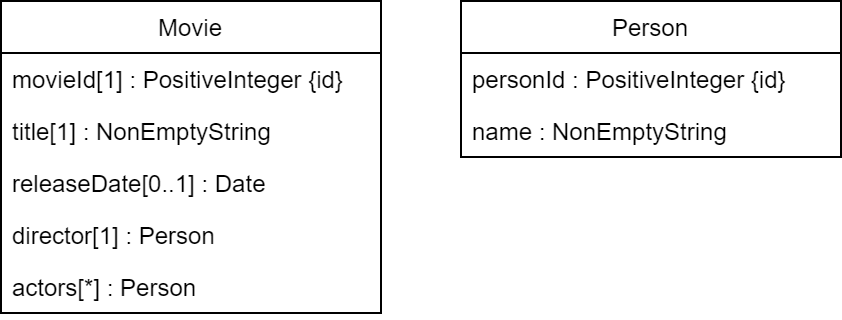 Movie
movieId[1] : PositiveInteger {id}
title[1] : NonEmptyString
releaseDate[0..1] : Date
director[1] : Person
actors[*] : Person
Person
personId : PositiveInteger {id}
name : NonEmptyString